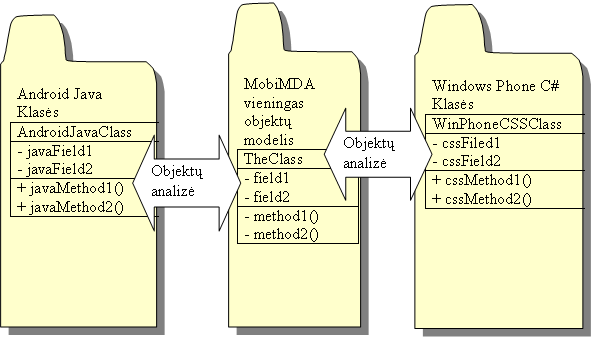 Android Java
Klasės
AndroidJavaClass
- javaField1
- javaField2
+ javaMethod1()
+ javaMethod2()
Objektų
analizė
MobiMDA
vieningas
objektų
modelis
TheClass
- field1
- field2
- method1()
- method2()
Objektų
analizė
Windows Phone C#
Klasės
WinPhoneCSSClass
- cssFiled1
- cssField2
+ cssMethod1()
+ cssMethod2()